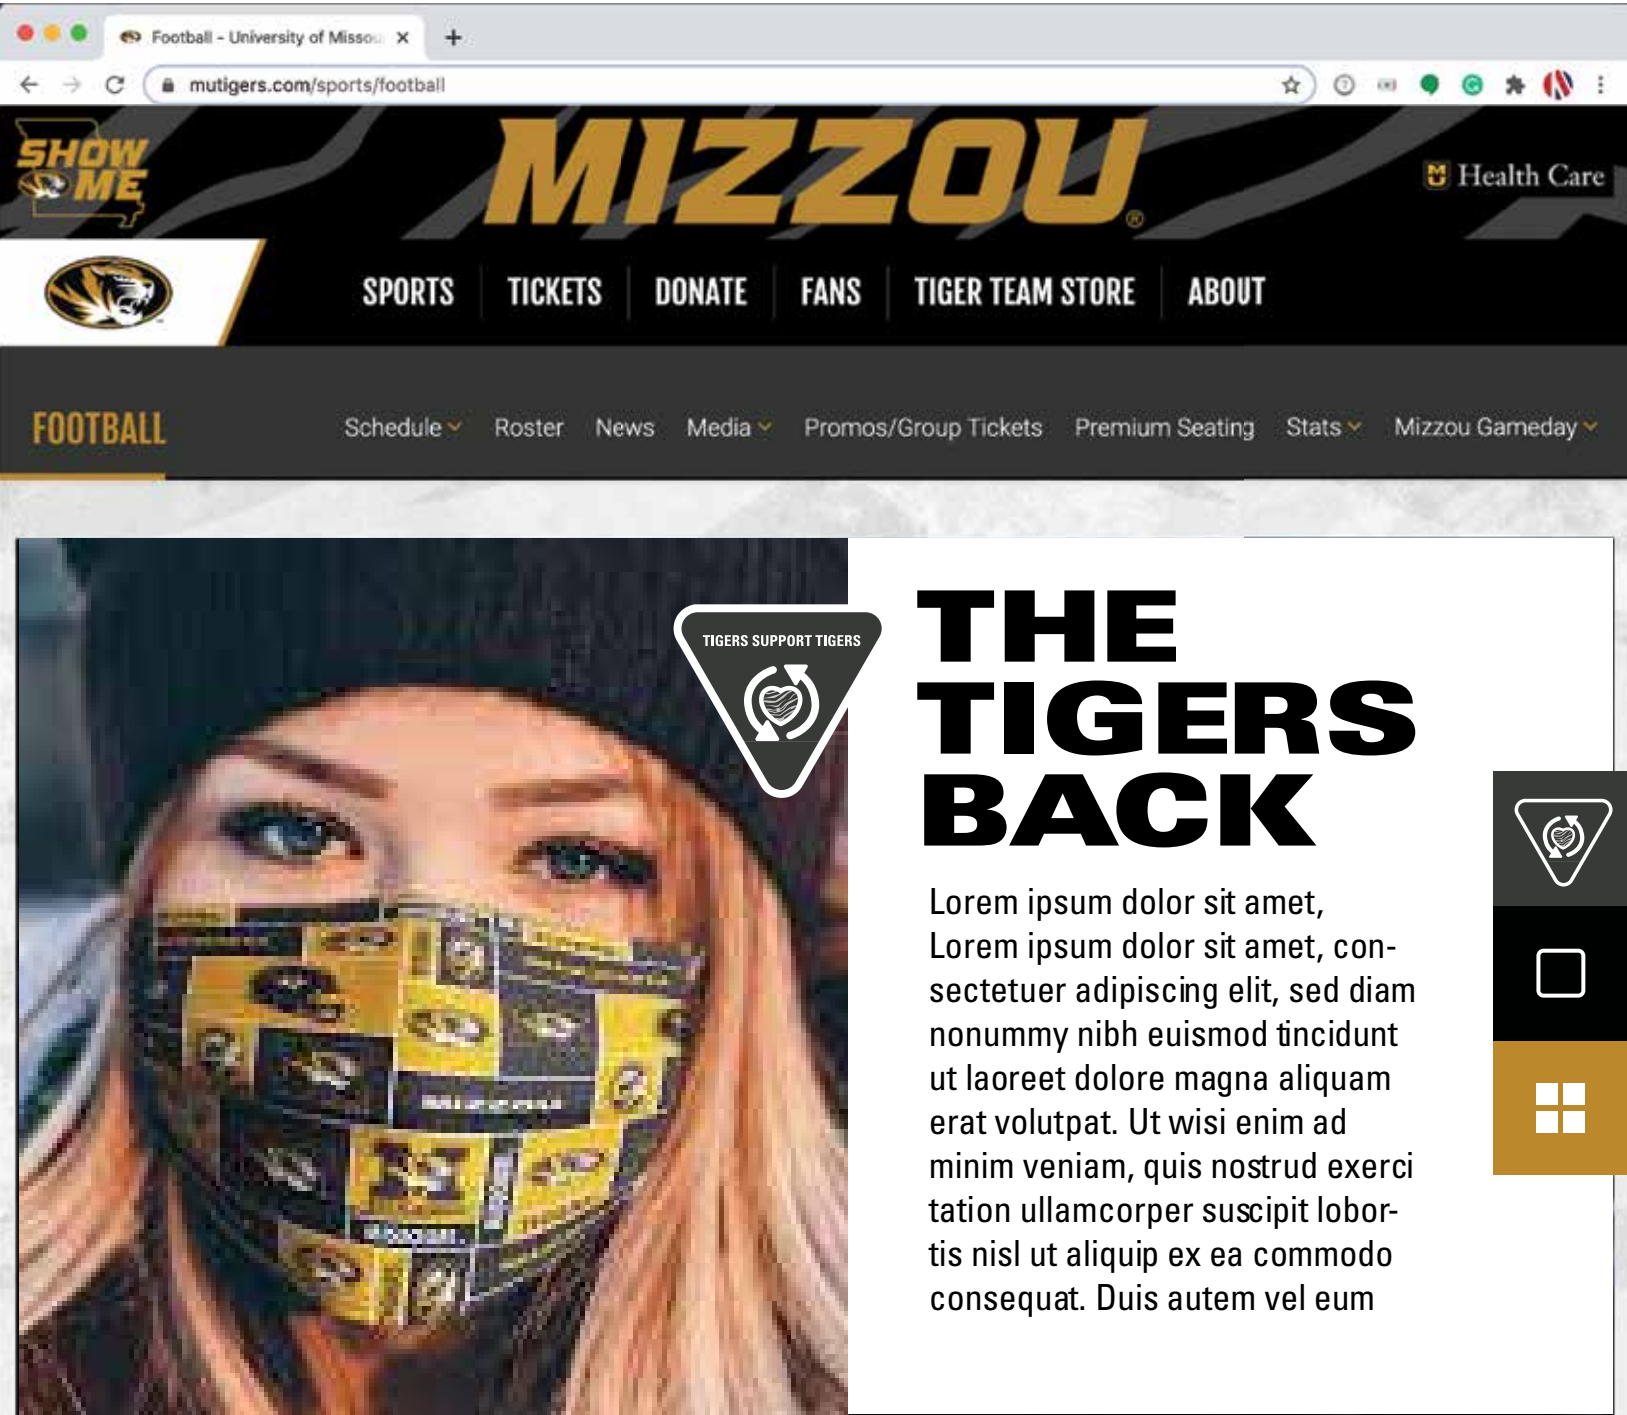 Football - University of Missou
mutigers.com/sports/football
SHOW
ME
MIZZOU
Health Care
SPORTS TICKETS DONATE FANS TIGER TEAM STORE ABOUT
FOOTBALL
Schedule Roster News Media Promos/Group Tickets Premium Seating Stats Mizzou Gameday
TIGERS SUPPORT TIGERS
THE
TIGERS
BACK
Lorem ipsum dolor sit amet,
Lorem ipsum dolor sit amet, con-
sectetuer adipiscing elit, sed diam
nonummy nibh euismod tincidunt
ut laoreet dolore magna aliquam
erat volutpat. Ut wisi enim ad
minim veniam, quis nostrud exerci
tation ullamcorper suscipit lobor-
tis nisl ut aliquip ex ea commodo
consequat. Duis autem vel eum